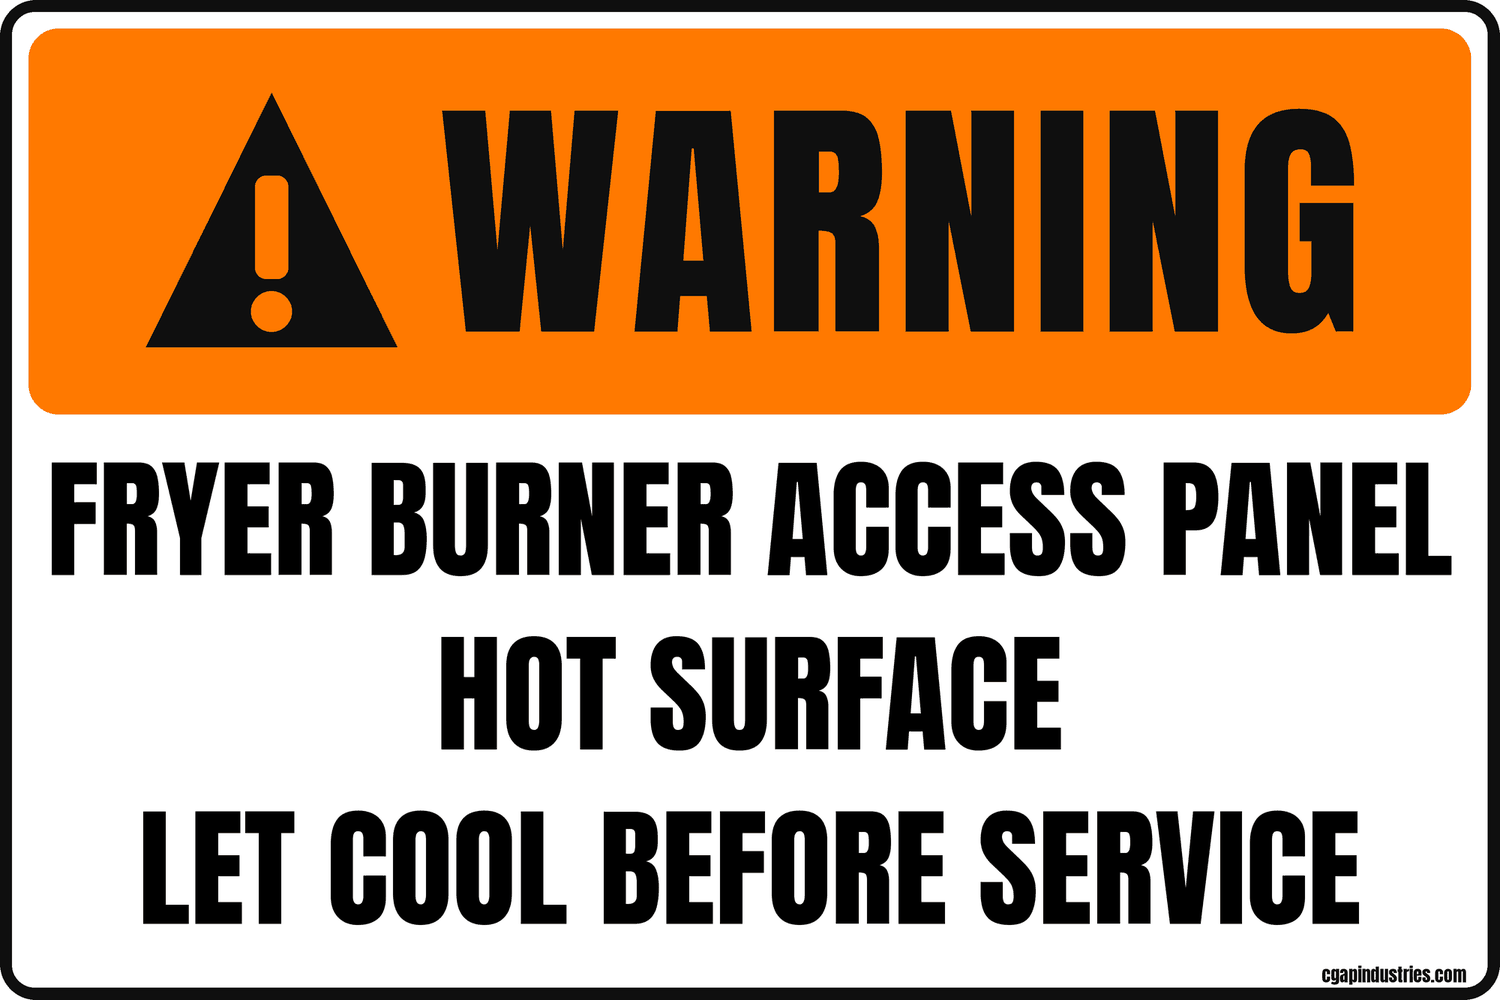 WARNING
FRYER BURNER ACCESS PANEL
HOT SURFACE
LET COOL BEFORE SERVICE
cgapindustries.com